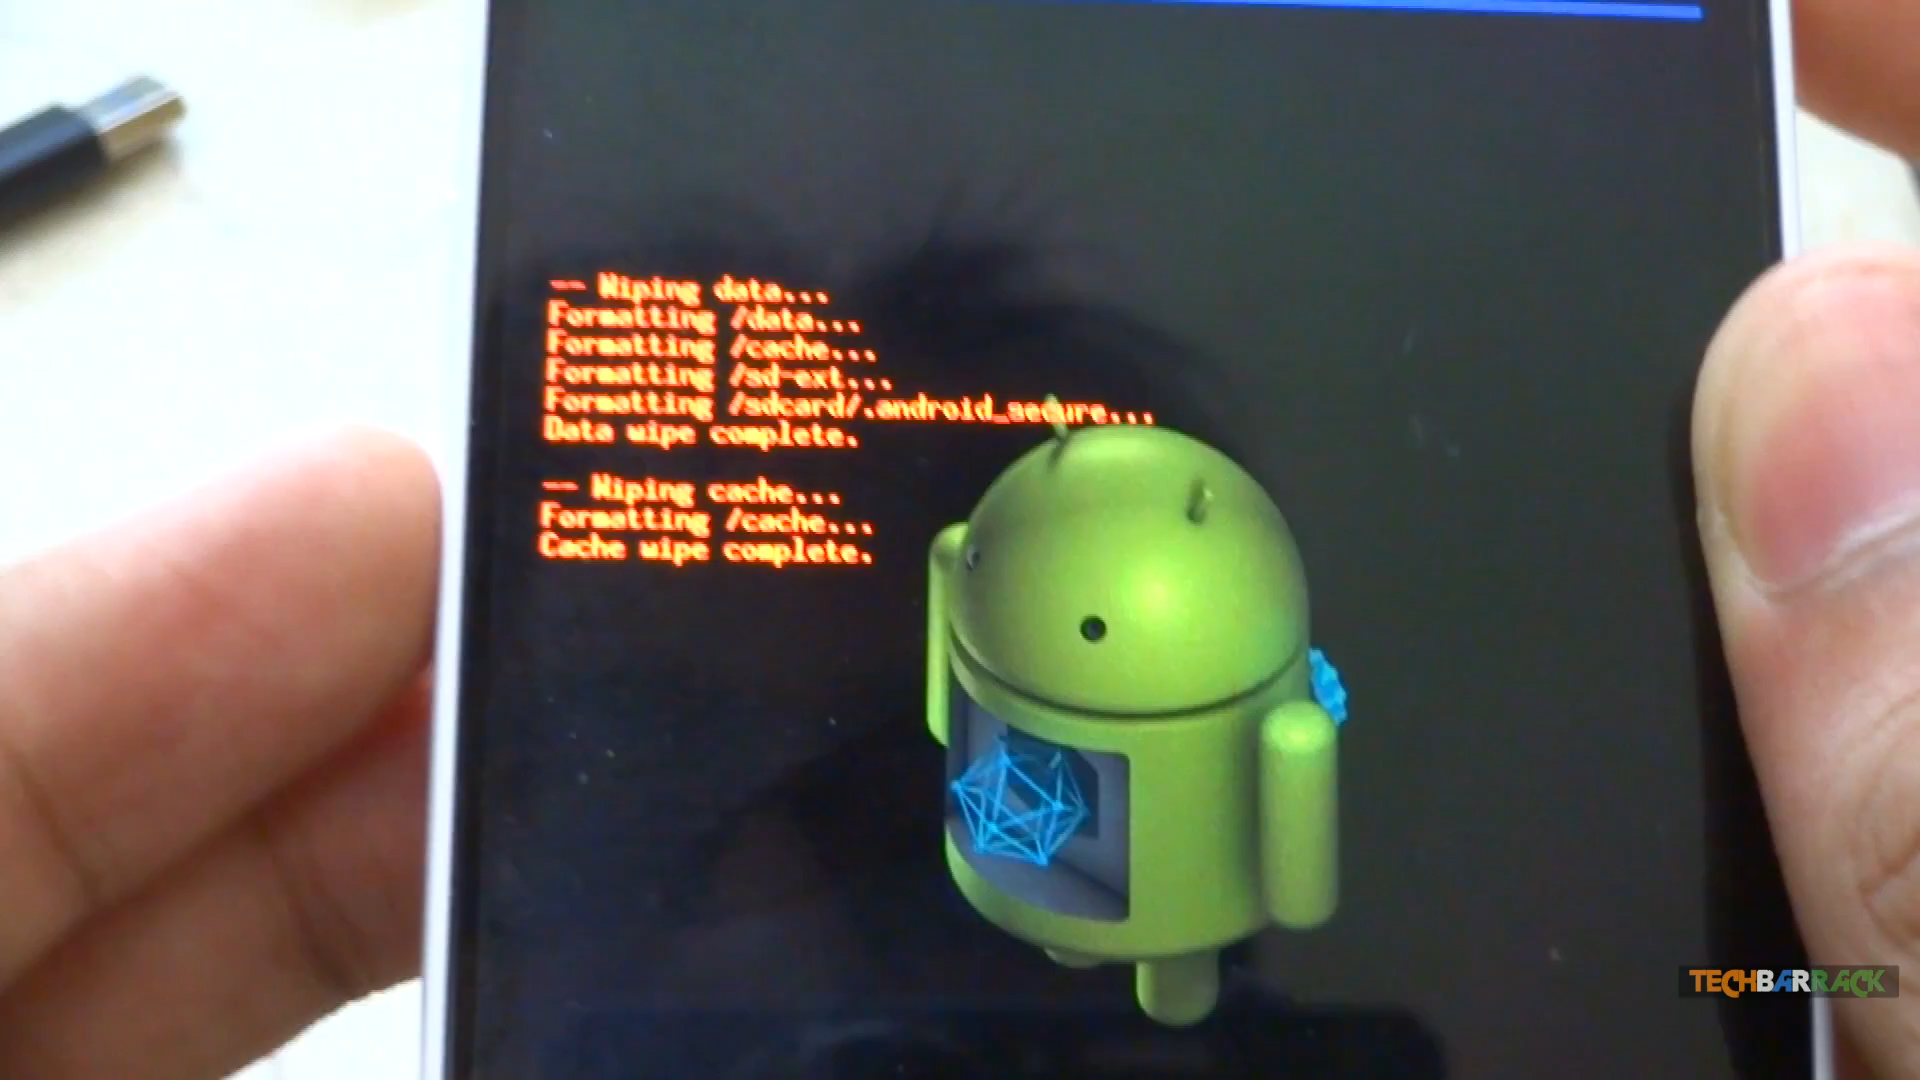 -- Wiping data...
Formatting /data...
Formatting /cache...
Formatting /sd-ext...
Formatting /sdcard/.android_secure...
Data wipe complete.
-- Wiping cache...
Formatting /cache...
Cache wipe complete.
TECHBARRACK